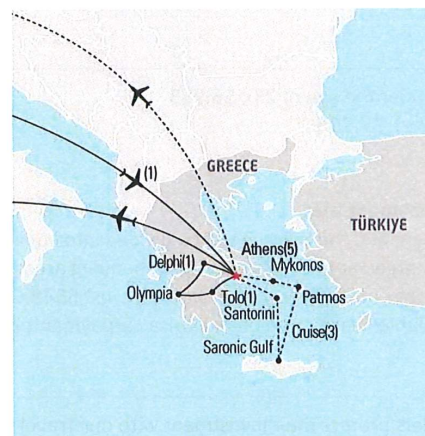 (1)
GREECE
TÜRKIYE
Athens(5)
Mykonos
Delphi(1)
Olympia
Tolo(1)
Santorini
Patmos
Cruise(3)
Saronic Gulf